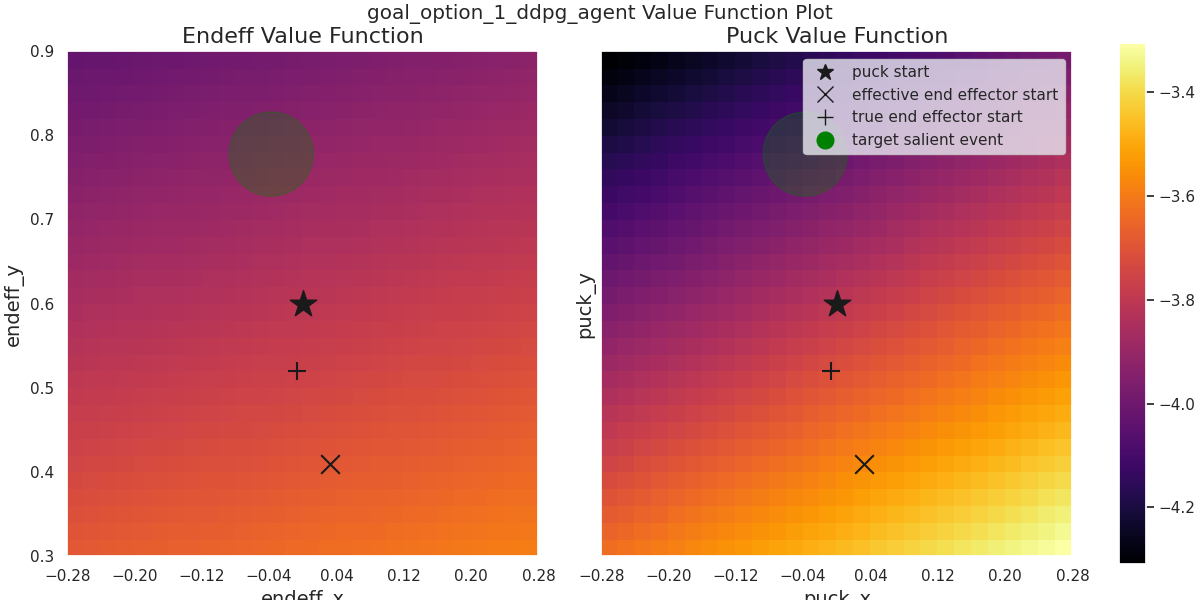 goal_option_1_ddpg_agent Value Function Plot
Endeff Value Function
Puck Value Function
puck start
effective end effector start
true end effector start
target salient event
endeff_y
0.9
0.8
0.7
0.6
0.5
0.4
0.3
−0.28 −0.20 −0.12 −0.04 0.04 0.12 0.20 0.28
endeff_x
puck_y
−0.28 −0.20 −0.12 −0.04 0.04 0.12 0.20 0.28
puck_x
−3.4
−3.6
−3.8
−4.0
−4.2